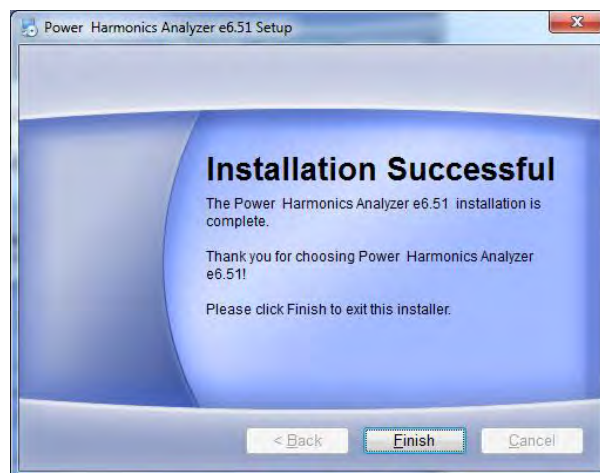 Power Harmonics Analyzer e6.51 Setup
Installation Successful
The Power Harmonics Analyzer e6.51 installation is
complete.
Thank you for choosing Power Harmonics Analyzer
e6.51!
Please click Finish to exit this installer.
< Back Finish Cancel